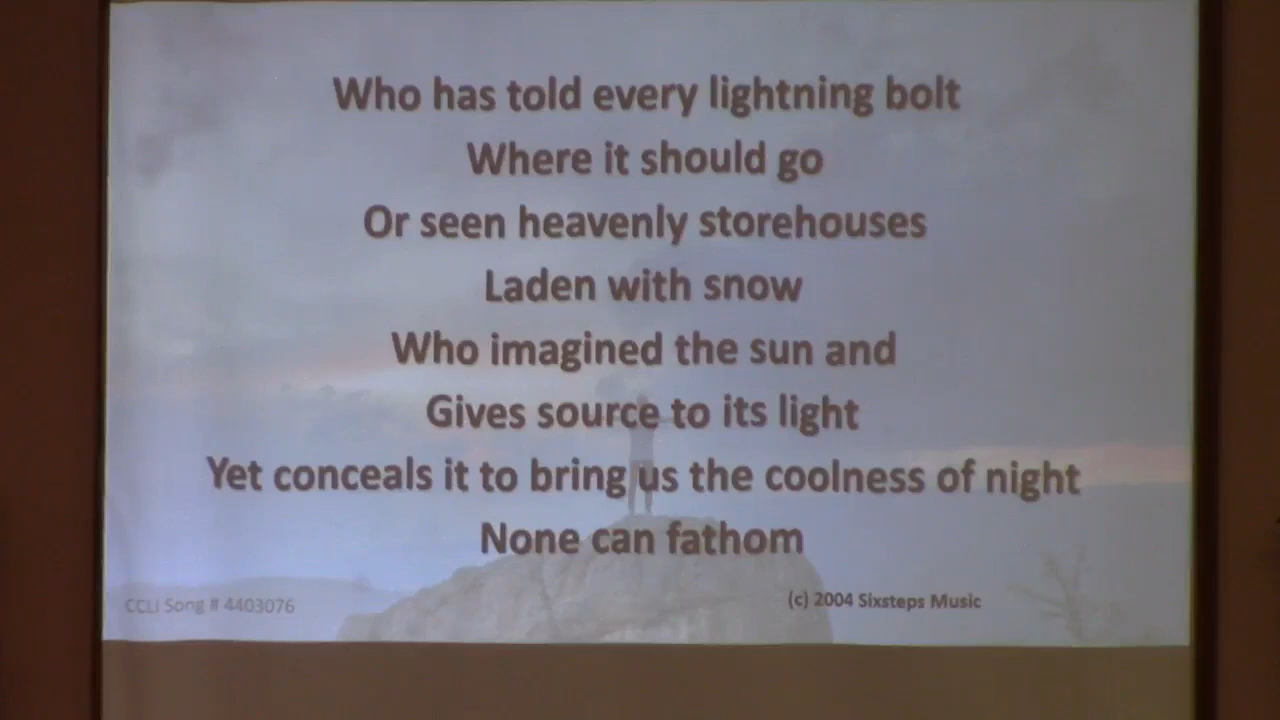 Who has told every lightning bolt
Where it should go
Or seen heavenly storehouses
Laden with snow
Who imagined the sun and
Gives source to its light
Yet conceals it to bring us the coolness of night
None can fathom
CCLI Song # 4403076
(c) 2004 Sixsteps Music